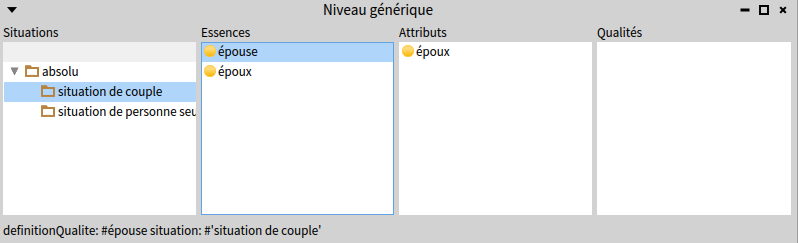 Niveau générique
Situations Essences Attributs Qualités
épouse époux
absolu époux
situation de couple
situation de personne seu
definitionQualite: #épouse situation: #'situation de couple'